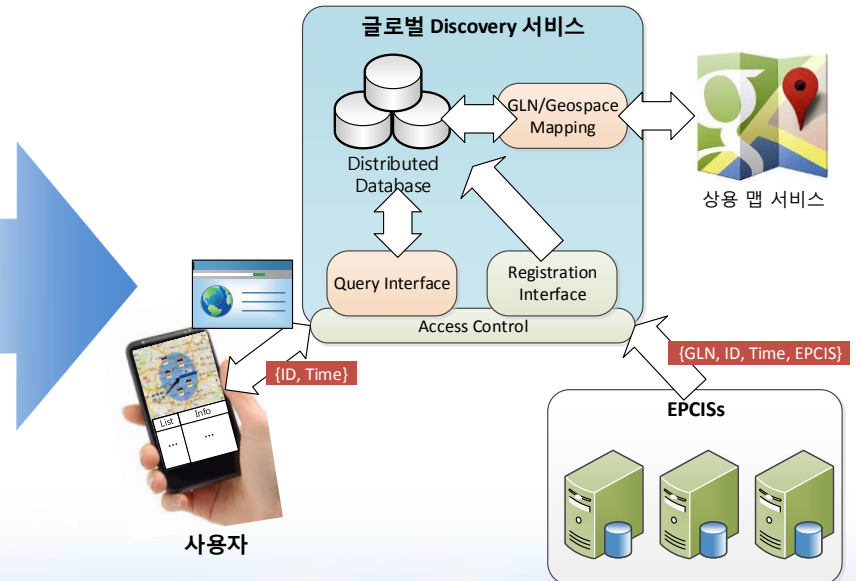 글로벌 Discovery 서비스
GLN/Geospace
Mapping
Distributed
Database
상용 맵 서비스
Query Interface
Registration
Interface
Access Control
{ID, Time}
{GLN, ID, Time, EPCIS}
EPCISs
List
Info
...
...
사용자